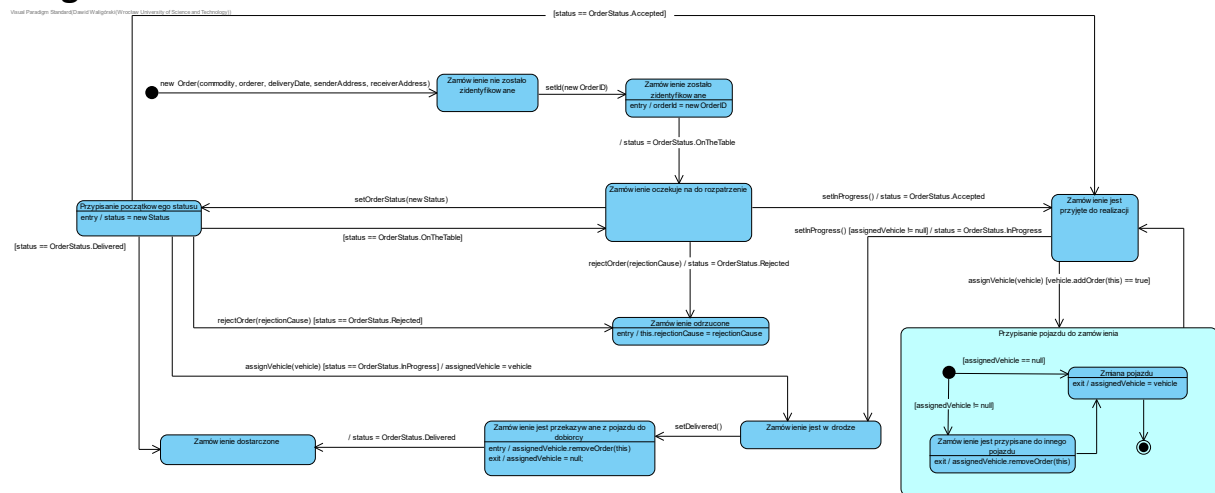 Visual Paradigm Standard(Dawid Waligórski(Wrocław University of Science and Technology))
[status == OrderStatus.Accepted]
new Order(commodity, orderer, deliveryDate, senderAddress, receiverAddress)
Zamówienie nie zostało
zidentyfikowane
setId(new OrderID)
Zamówienie zostało
zidentyfikowane
entry / orderId = new OrderID
/ status = OrderStatus.OnTheTable
Przypisanie początkowego statusu
entry / status = newStatus
setOrderStatus(newStatus)
[status == OrderStatus.OnTheTable]
Zamówienie oczekuje na do rozpatrzenie
setInProgress() / status = OrderStatus.Accepted
Zamówienie jest
przyjęte do realizacji
[status == OrderStatus.Delivered]
setInProgress() [assignedVehicle != null] / status = OrderStatus.InProgress
rejectOrder(rejectionCause) / status = OrderStatus.Rejected
assignVehicle(vehicle) [vehicle.addOrder(this) == true]
rejectOrder(rejectionCause) [status == OrderStatus.Rejected]
Zamówienie odrzucone
entry / this.rejectionCause = rejectionCause
Przypisanie pojazdu do zamówienia
[assignedVehicle == null]
Zmiana pojazdu
exit / assignedVehicle = vehicle
[assignedVehicle != null]
Zamówienie jest przypisane do innego
pojazdu
exit / assignedVehicle.removeOrder(this)
assignVehicle(vehicle) [status == OrderStatus.InProgress] / assignedVehicle = vehicle
Zamówienie dostarczone
/ status = OrderStatus.Delivered
Zamówienie jest przekazywane z pojazdu do
dobiorcy
entry / assignedVehicle.removeOrder(this)
exit / assignedVehicle = null;
setDelivered()
Zamówienie jest w drodze